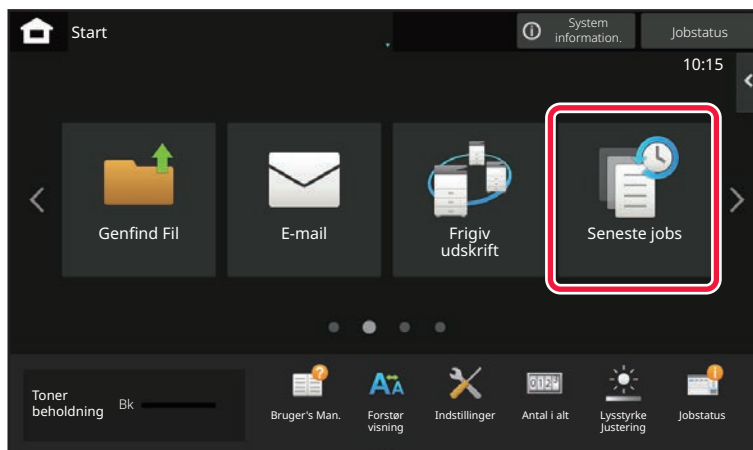 Start
System
information.
Jobstatus
10:15
Genfind Fil
E-mail
Frigiv
udskrift
Seneste jobs
Toner
beholdning
Bk
Bruger's Man.
Forstør
visning
Indstillinger
Antal i alt
Lysstyrke
Justering
Jobstatus